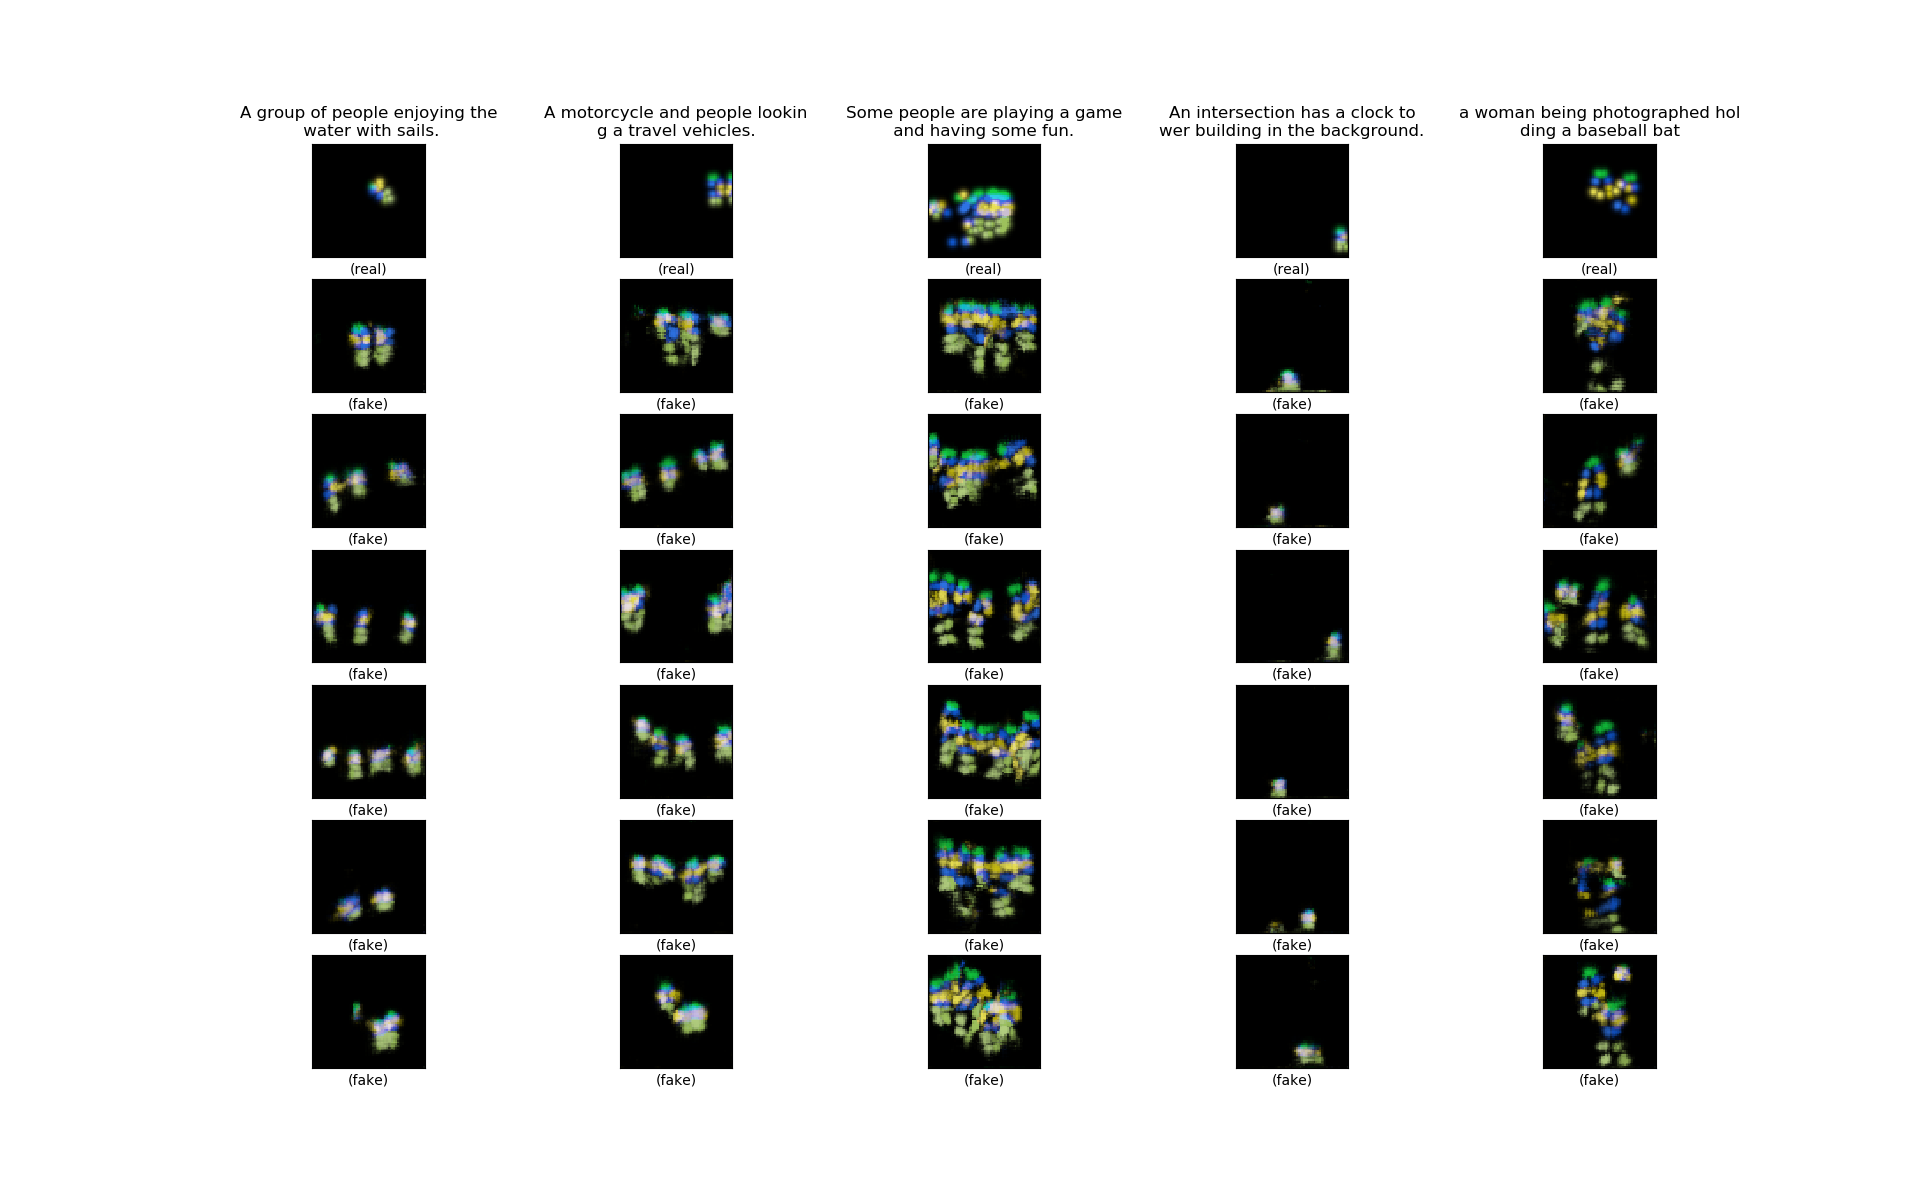 A group of people enjoying the
water with sails.
A motorcycle and people lookin
g a travel vehicles.
Some people are playing a game
and having some fun.
An intersection has a clock to
wer building in the background.
a woman being photographed hol
ding a baseball bat
(real) (real) (real) (real) (real)
(fake) (fake) (fake) (fake) (fake)
(fake) (fake) (fake) (fake) (fake)
(fake) (fake) (fake) (fake) (fake)
(fake) (fake) (fake) (fake) (fake)
(fake) (fake) (fake) (fake) (fake)
(fake) (fake) (fake) (fake) (fake)